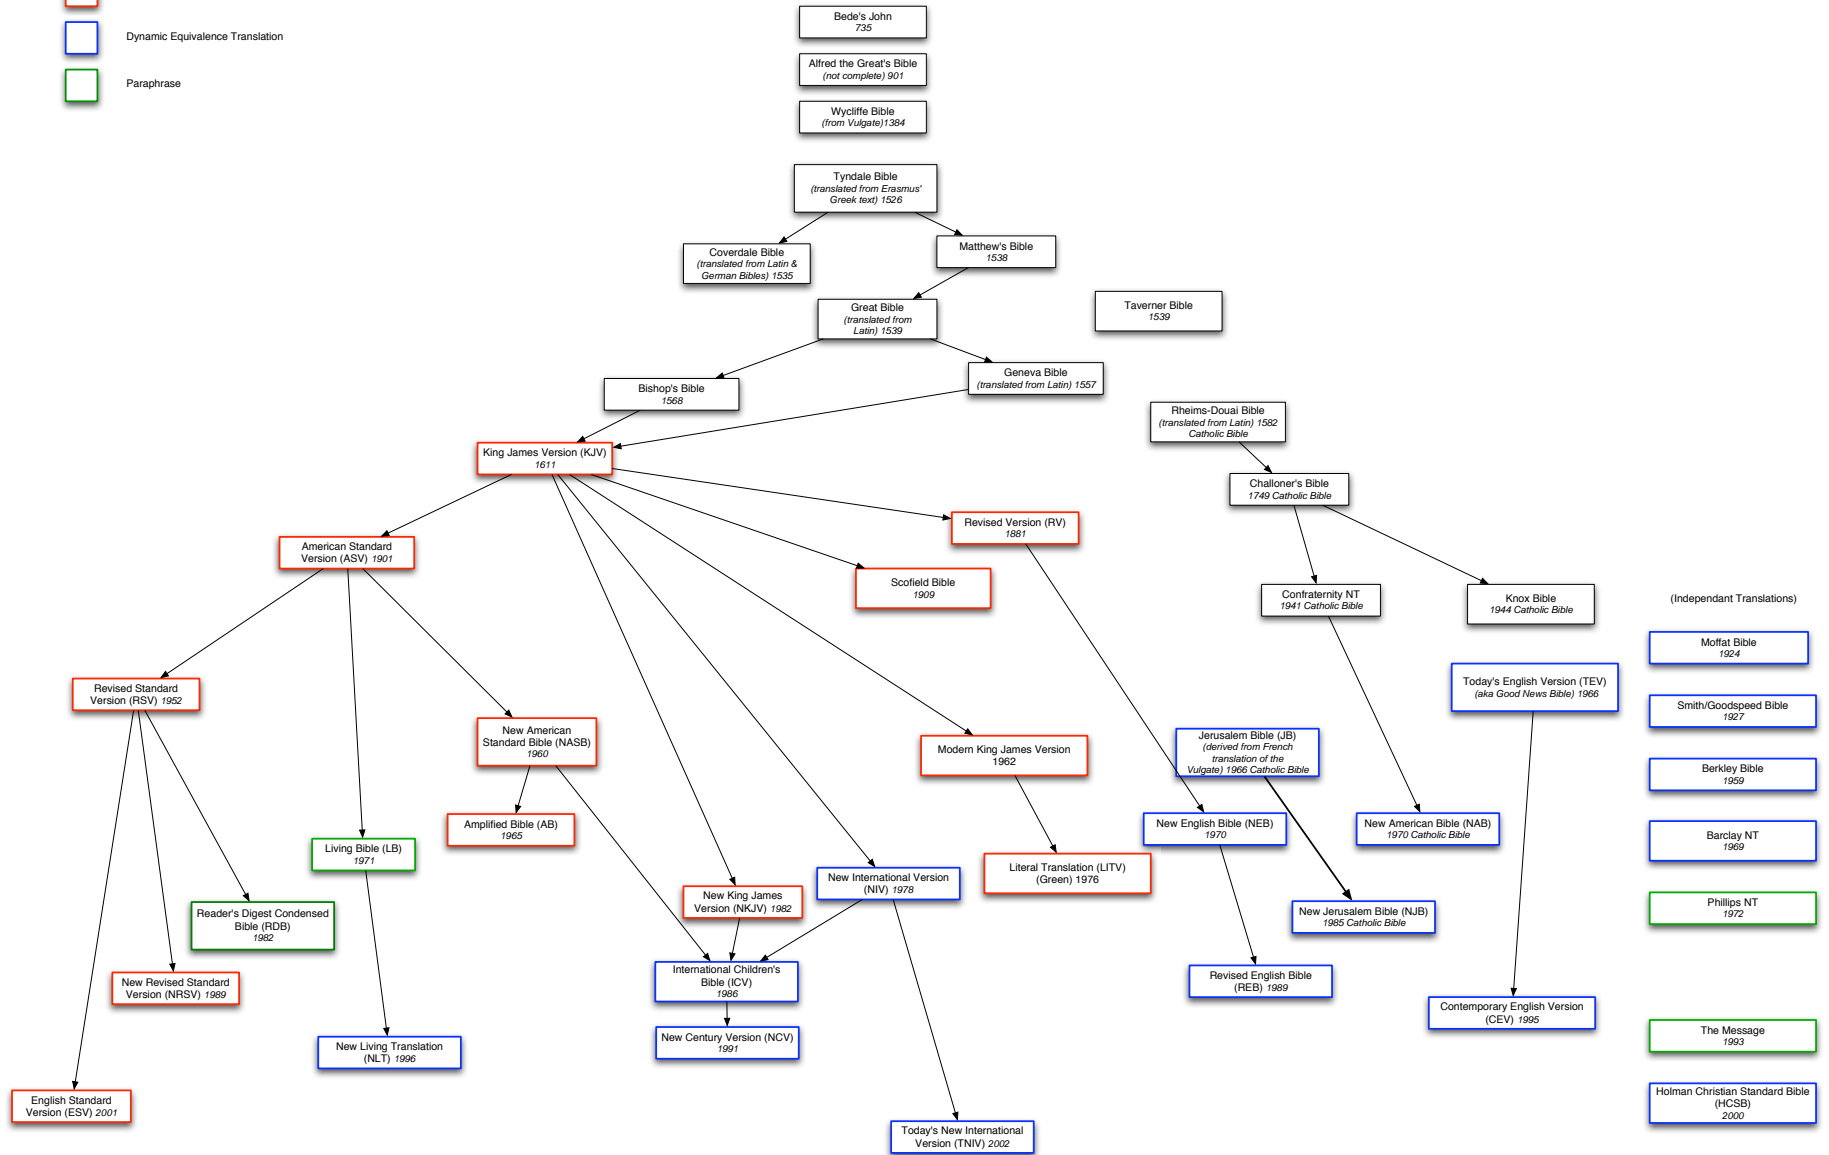 Dynamic Equivalence Translation
Paraphrase
Bede's John
735
Alfred the Great's Bible
(not complete) 901
Wycliffe Bible
(from Vulgate)1384
Tyndale Bible
(translated from Erasmus'
Greek text) 1526
Coverdale Bible
(translated from Latin &
German Bibles) 1535
Matthew's Bible
1538
Great Bible
(translated from
Latin) 1539
Taverner Bible
1539
Bishop's Bible
1568
Geneva Bible
(translated from Latin) 1557
Rheims-Douai Bible
(translated from Latin) 1582
Catholic Bible
King James Version (KJV)
1611
Challoner's Bible
1749 Catholic Bible
American Standard
Version (ASV) 1901
Revised Version (RV)
1881
Scofield Bible
1909
Confraternity NT
1941 Catholic Bible
Knox Bible
1944 Catholic Bible
(Independant Translations)
Moffat Bible
1924
Revised Standard
Version (RSV) 1952
Today's English Version (TEV)
(aka Good News Bible) 1966
Smith/Goodspeed Bible
1927
New American
Standard Bible (NASB)
1960
Modern King James Version
1962
Jerusalem Bible (JB)
(derived from French
translation of the
Vulgate) 1966 Catholic Bible
Berkley Bible
1959
Amplified Bible (AB)
1965
New English Bible (NEB)
1970
New American Bible (NAB)
1970 Catholic Bible
Barclay NT
1969
Living Bible (LB)
1971
Literal Translation (LITV)
(Green) 1976
New International Version
(NIV) 1978
New King James
Version (NKJV) 1982
Reader's Digest Condensed
Bible (RDB)
1982
New Jerusalem Bible (NJB)
1985 Catholic Bible
Phillips NT
1972
New Revised Standard
Version (NRSV) 1989
International Children's
Bible (ICV)
1986
Revised English Bible
(REB) 1989
Contemporary English Version
(CEV) 1995
New Living Translation
(NLT) 1996
New Century Version (NCV)
1991
The Message
1993
English Standard
Version (ESV) 2001
Today's New International
Version (TNIV) 2002
Holman Christian Standard Bible
(HCSB)
2000